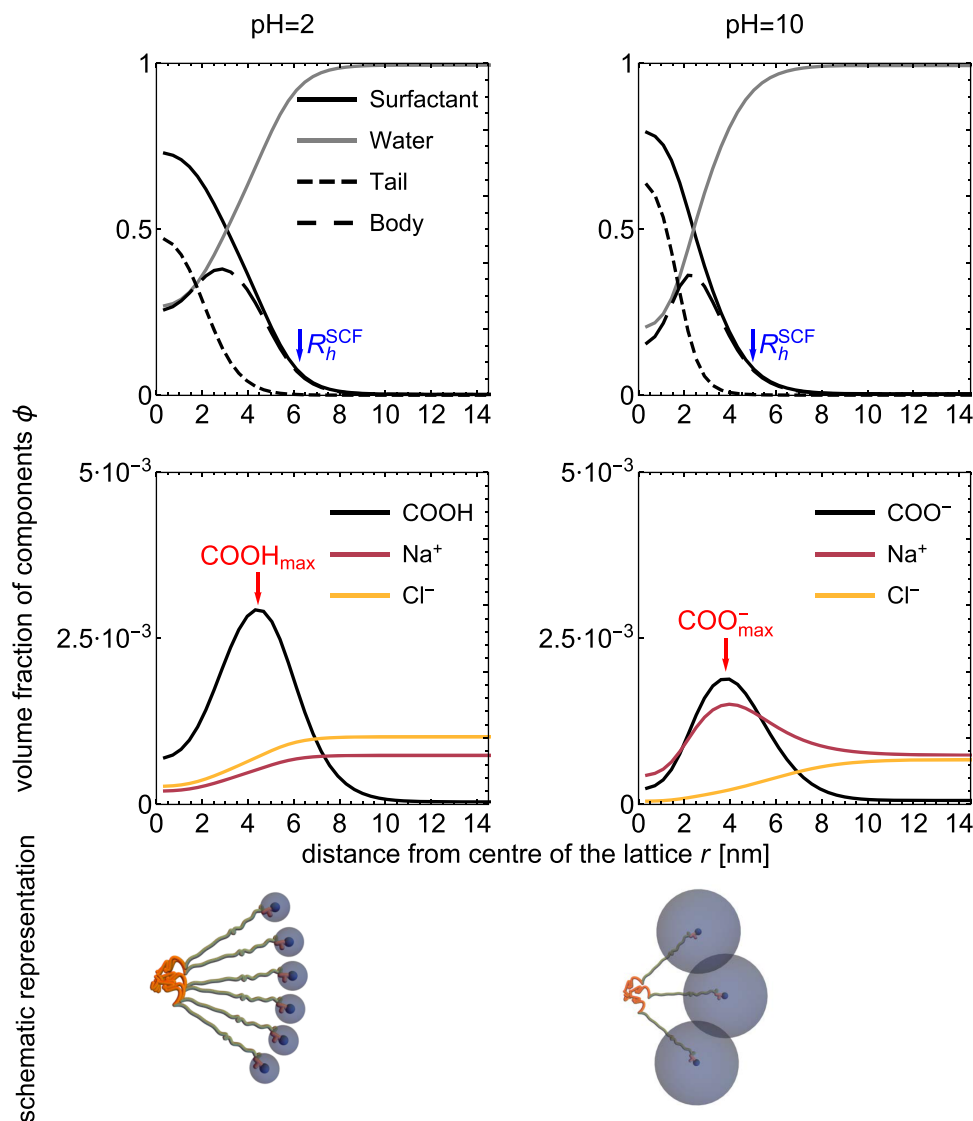 pH=2
pH=10
volume fraction of components ϕ
1
0.5
0
Surfactant
Water
Tail
Body
R_h^SCF
0 2 4 6 8 10 12 14
1
0.5
0
R_h^SCF
0 2 4 6 8 10 12 14
5·10⁻³
2.5·10⁻³
0
COOH
Na⁺
Cl⁻
COOH_max
0 2 4 6 8 10 12 14
5·10⁻³
2.5·10⁻³
0
COO⁻
Na⁺
Cl⁻
COO⁻_max
0 2 4 6 8 10 12 14
distance from centre of the lattice r [nm]
schematic representation